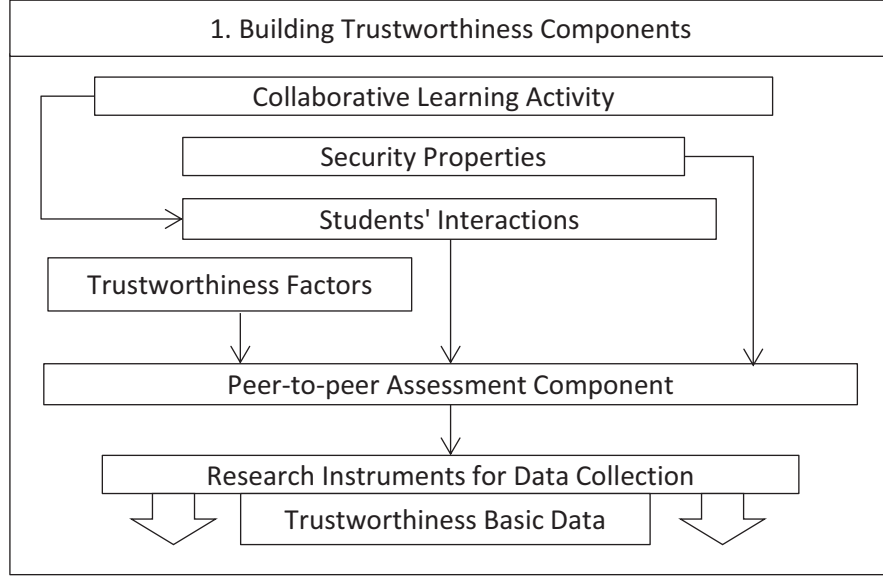 1. Building Trustworthiness Components
Collaborative Learning Activity
Security Properties
Students' Interactions
Trustworthiness Factors
Peer-to-peer Assessment Component
Research Instruments for Data Collection
Trustworthiness Basic Data